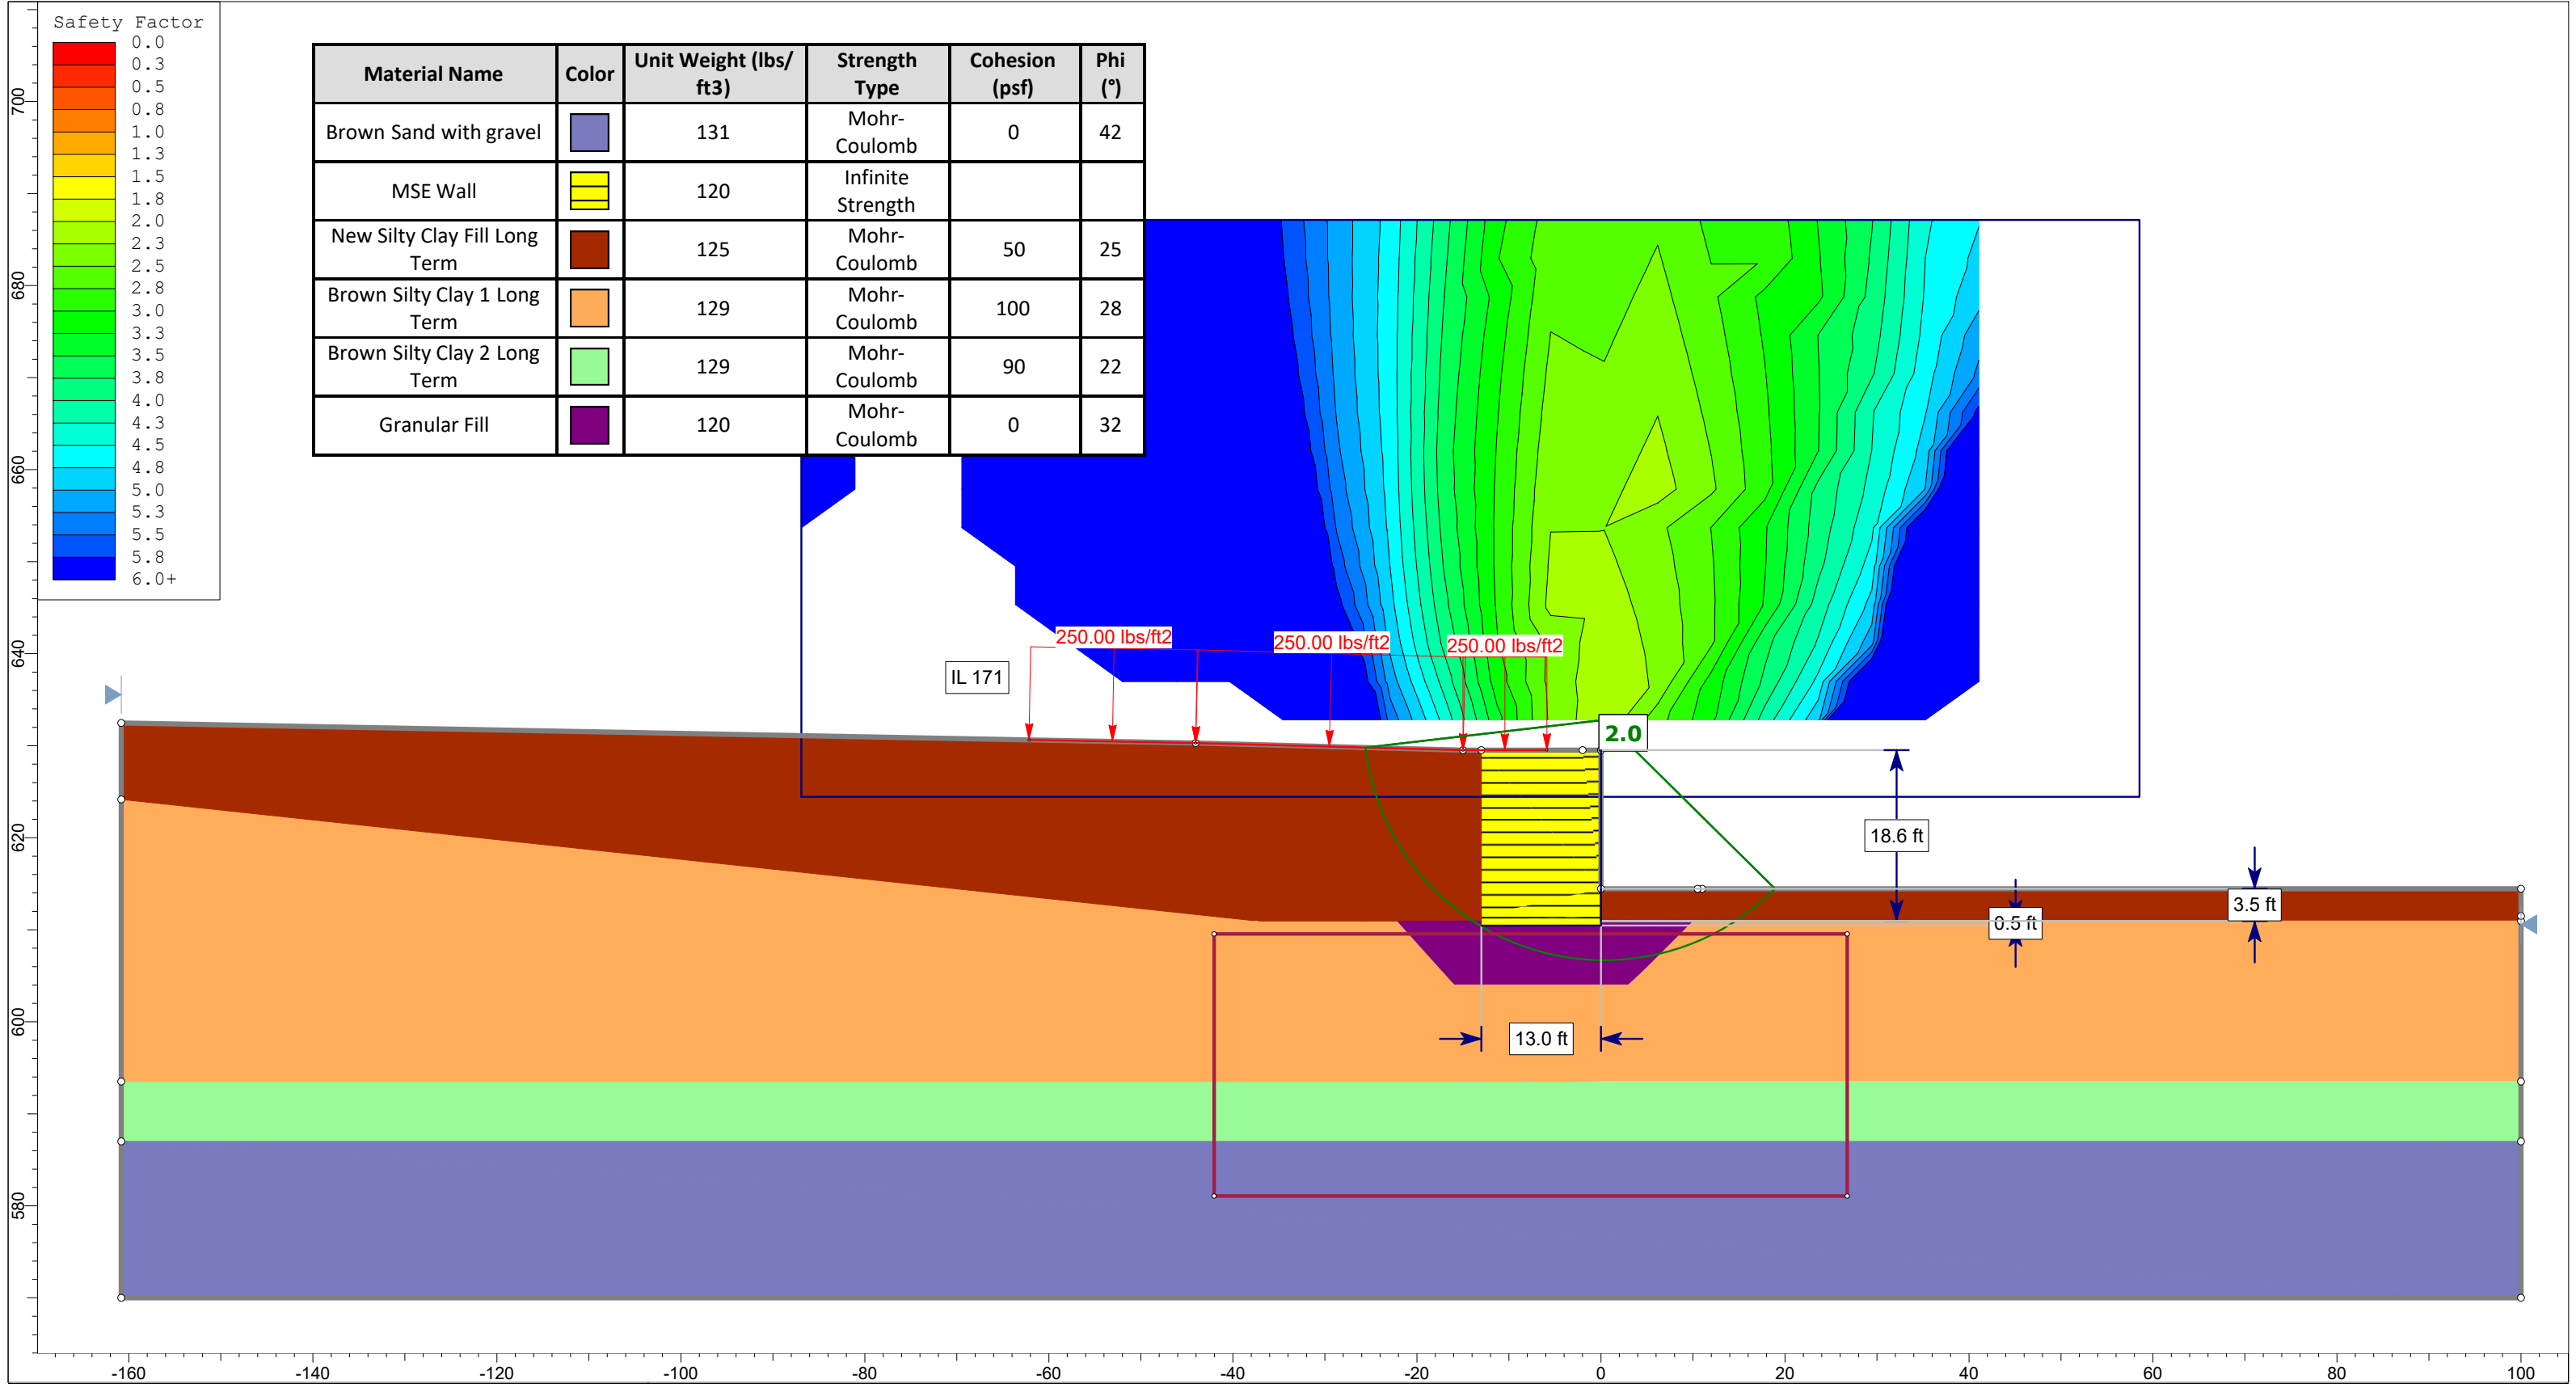 Safety Factor
0.0
0.3
0.5
0.8
1.0
1.3
1.5
1.8
2.0
2.3
2.5
2.8
3.0
3.3
3.5
3.8
4.0
4.3
4.5
4.8
5.0
5.3
5.5
5.8
6.0+
Material Name Color Unit Weight (lbs/ft3) Strength Type Cohesion (psf) Phi (°)
Brown Sand with gravel 131 Mohr-Coulomb 0 42
MSE Wall 120 Infinite Strength
New Silty Clay Fill Long Term 125 Mohr-Coulomb 50 25
Brown Silty Clay 1 Long Term 129 Mohr-Coulomb 100 28
Brown Silty Clay 2 Long Term 129 Mohr-Coulomb 90 22
Granular Fill 120 Mohr-Coulomb 0 32
700
680
660
640
620
600
580
250.00 lbs/ft2
250.00 lbs/ft2
250.00 lbs/ft2
IL 171
2.0
18.6 ft
3.5 ft
0.5 ft
13.0 ft
-160 -140 -120 -100 -80 -60 -40 -20 0 20 40 60 80 100